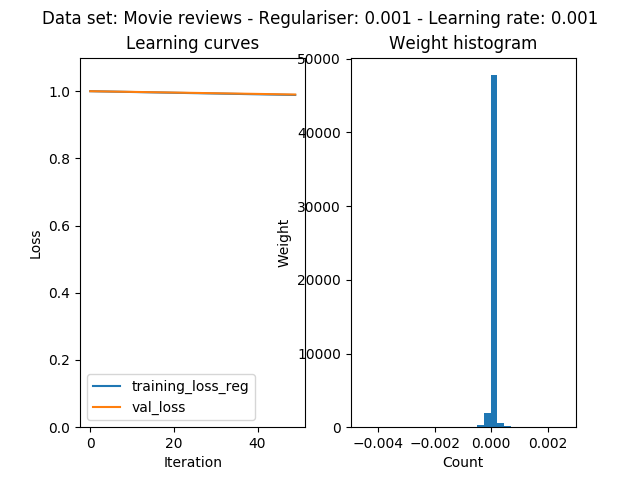 Data set: Movie reviews - Regulariser: 0.001 - Learning rate: 0.001
Learning curves
1.0
0.8
0.6
0.4
0.2
0.0
Loss
training_loss_reg
val_loss
0
20
40
Iteration
Weight histogram
50000
40000
30000
20000
10000
0
Weight
−0.004
−0.002
0.000
0.002
Count